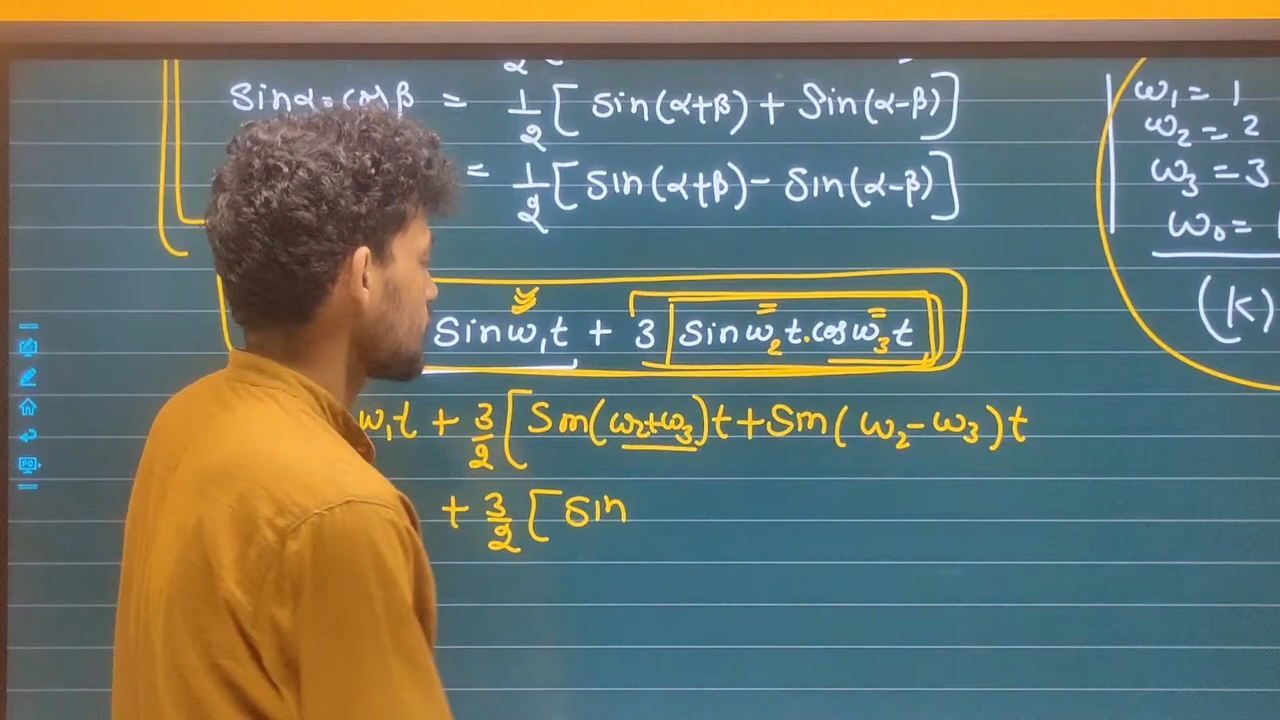 sinα.cosβ = 1/2 [ sin(α+β) + sin(α-β) ]
= 1/2 [ sin(α+β) - sin(α-β) ]
ω₁ = 1
ω₂ = 2
ω₃ = 3
ω₀ =
(K)
Sinω₁t + 3 sinω₂t.cosω₃t
ω₁t + 3/2 [ Sin(ω₂+ω₃)t + Sin(ω₂-ω₃)t
+ 3/2 [ sin